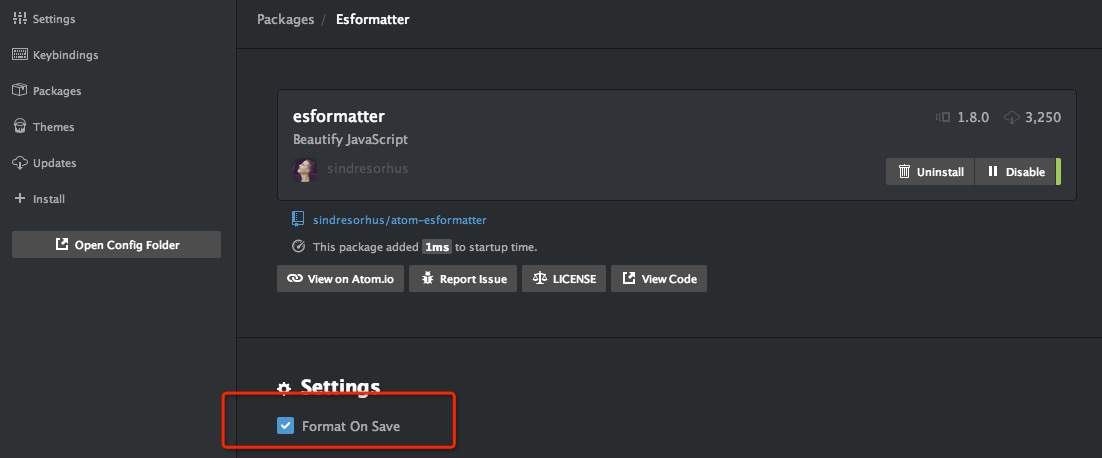 Settings
Keybindings
Packages
Themes
Updates
Install
Open Config Folder
Packages / Esformatter
esformatter 1.8.0 3,250
Beautify JavaScript
sindresorhus Uninstall Disable
sindresorhus/atom-esformatter
This package added 1ms to startup time.
View on Atom.io Report Issue LICENSE View Code
Settings
Format On Save